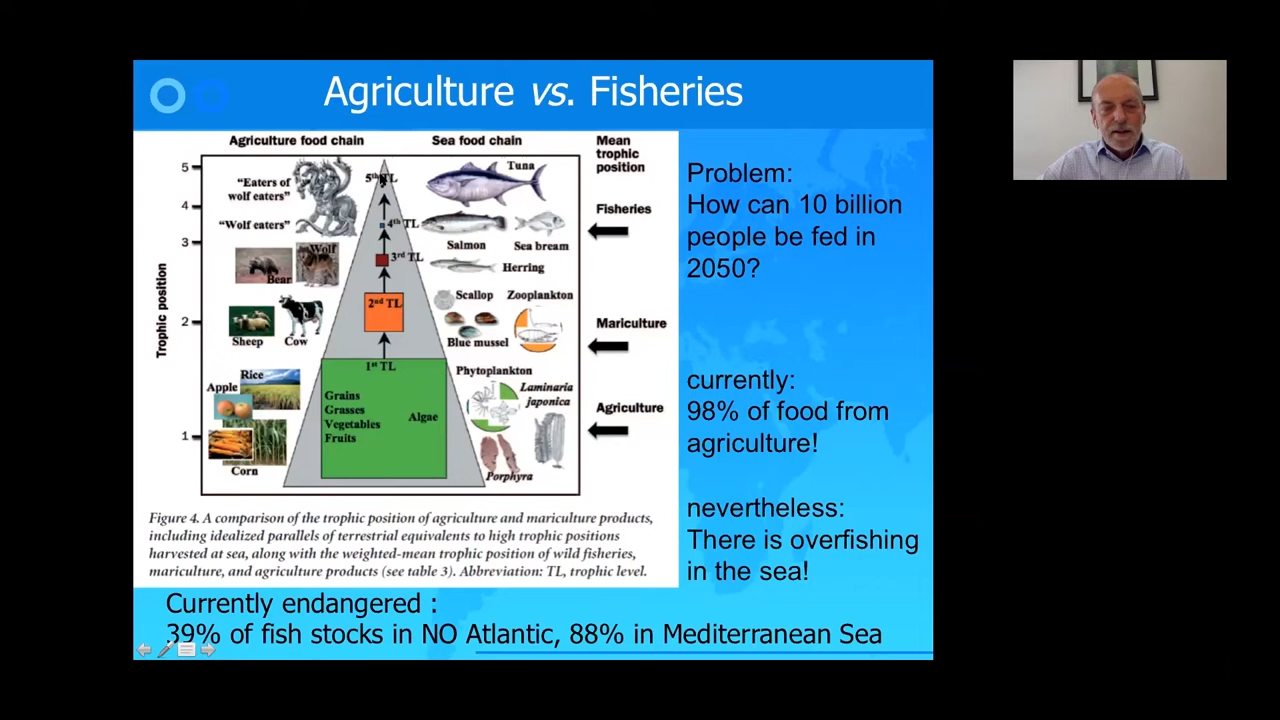 Agriculture vs. Fisheries
Agriculture food chain
Sea food chain
Mean
trophic
position
Trophic position
5
4
3
2
1
"Eaters of
wolf eaters"
"Wolf eaters"
Wolf
Bear
Sheep
Cow
Rice
Apple
Corn
5th TL
4th TL
3rd TL
2nd TL
1st TL
Grains
Grasses
Vegetables
Fruits
Algae
Tuna
Salmon
Sea bream
Herring
Scallop
Zooplankton
Blue mussel
Phytoplankton
Laminaria
japonica
Porphyra
Fisheries
Mariculture
Agriculture
Figure 4. A comparison of the trophic position of agriculture and mariculture products,
including idealized parallels of terrestrial equivalents to high trophic positions
harvested at sea, along with the weighted-mean trophic position of wild fisheries,
mariculture, and agriculture products (see table 3). Abbreviation: TL, trophic level.
Problem:
How can 10 billion
people be fed in
2050?
currently:
98% of food from
agriculture!
nevertheless:
There is overfishing
in the sea!
Currently endangered :
39% of fish stocks in NO Atlantic, 88% in Mediterranean Sea